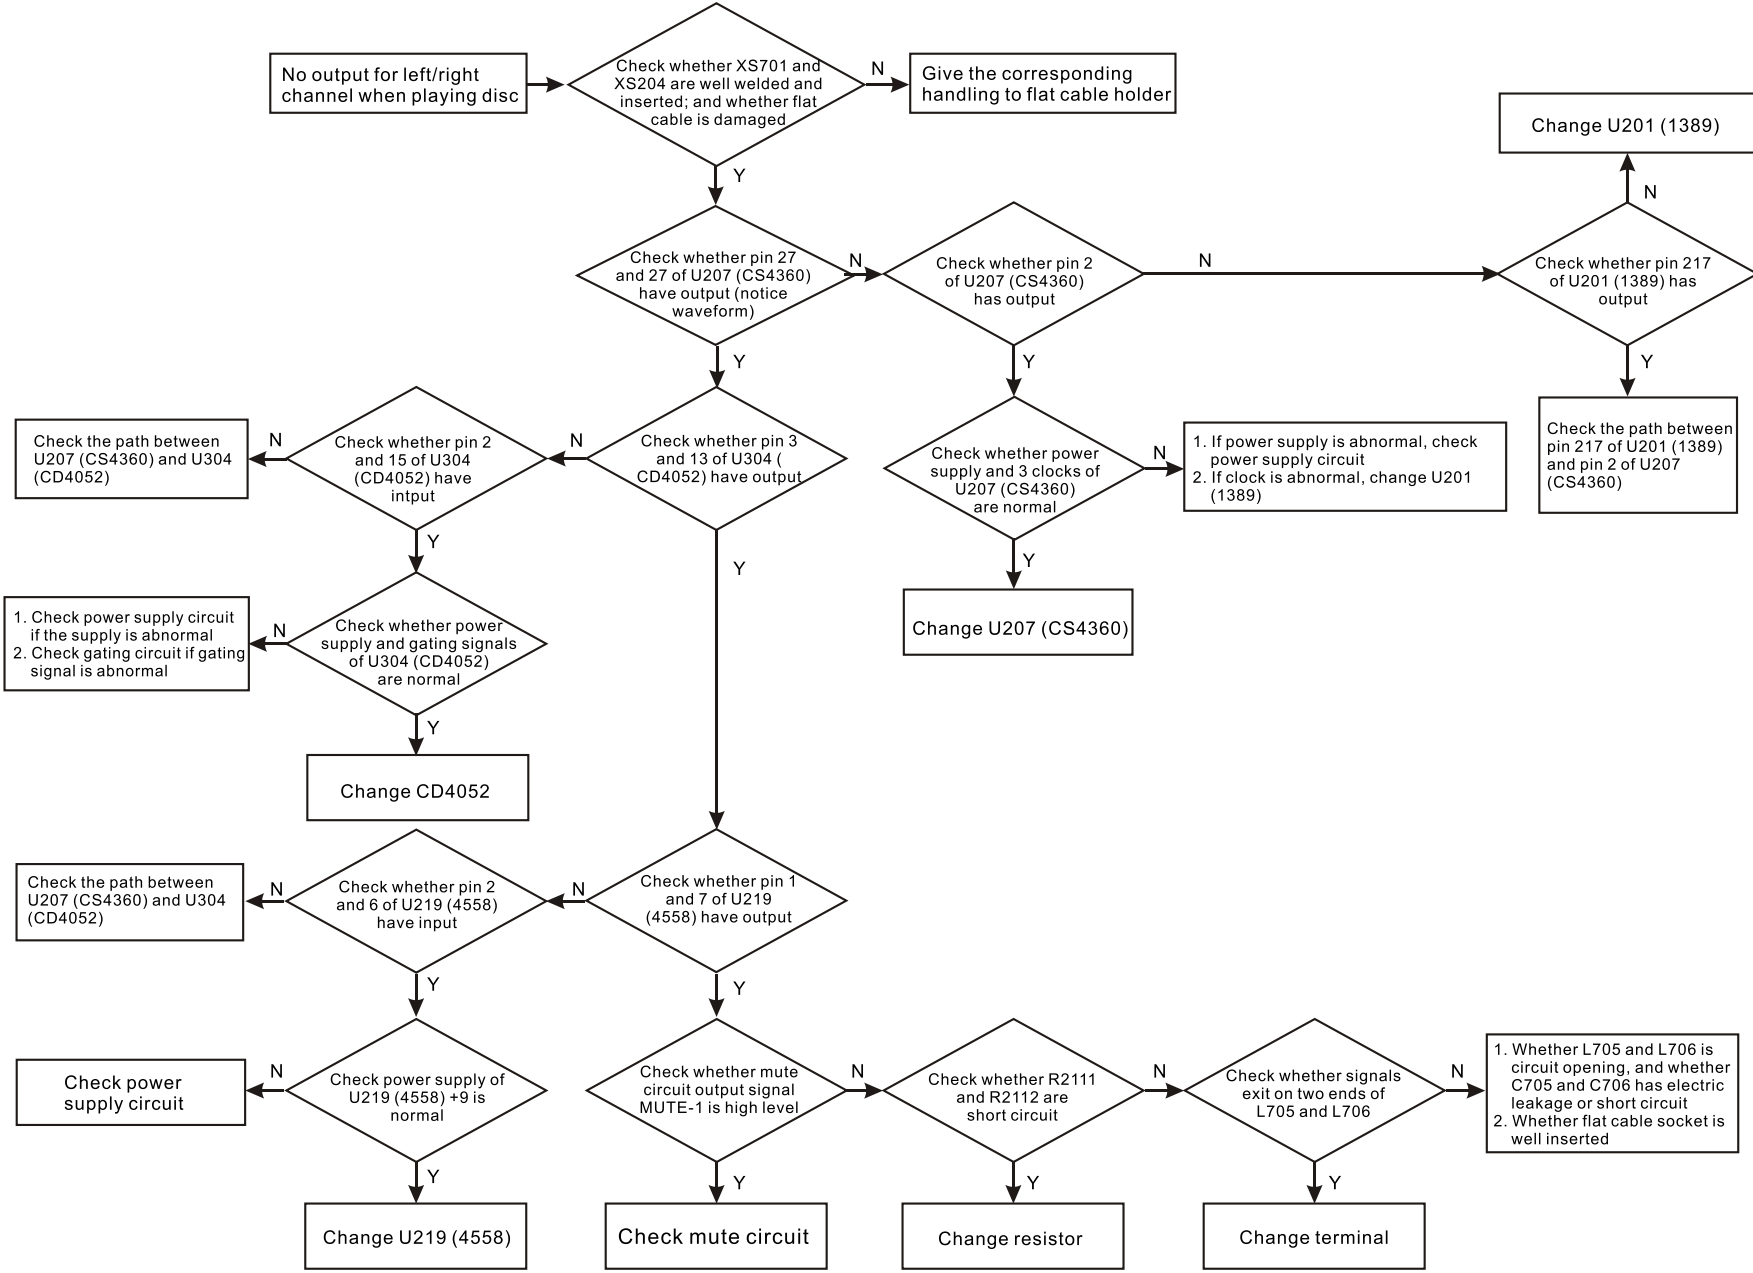 No output for left/right
channel when playing disc
Check whether XS701 and
XS204 are well welded and
inserted; and whether flat
cable is damaged
N
Give the corresponding
handling to flat cable holder
Y
Change U201 (1389)
N
Check whether pin 27
and 27 of U207 (CS4360)
have output (notice
waveform)
N
Check whether pin 2
of U207 (CS4360)
has output
N
Check whether pin 217
of U201 (1389) has
output
Y
Y
Y
Check the path between
U207 (CS4360) and U304
(CD4052)
N
Check whether pin 2
and 15 of U304
(CD4052) have
intput
N
Check whether pin 3
and 13 of U304 (
CD4052) have output
Check whether power
supply and 3 clocks of
U207 (CS4360)
are normal
N
1. If power supply is abnormal, check
power supply circuit
2. If clock is abnormal, change U201
(1389)
Check the path between
pin 217 of U201 (1389)
and pin 2 of U207
(CS4360)
Y
Y
Y
1. Check power supply circuit
if the supply is abnormal
2. Check gating circuit if gating
signal is abnormal
N
Check whether power
supply and gating signals
of U304 (CD4052)
are normal
Change U207 (CS4360)
Y
Change CD4052
Check the path between
U207 (CS4360) and U304
(CD4052)
N
Check whether pin 2
and 6 of U219 (4558)
have input
N
Check whether pin 1
and 7 of U219
(4558) have output
Y
Y
Check power
supply circuit
N
Check power supply of
U219 (4558) +9 is
normal
Check whether mute
circuit output signal
MUTE-1 is high level
N
Check whether R2111
and R2112 are
short circuit
N
Check whether signals
exit on two ends of
L705 and L706
N
1. Whether L705 and L706 is
circuit opening, and whether
C705 and C706 has electric
leakage or short circuit
2. Whether flat cable socket is
well inserted
Y
Y
Y
Y
Change U219 (4558)
Check mute circuit
Change resistor
Change terminal